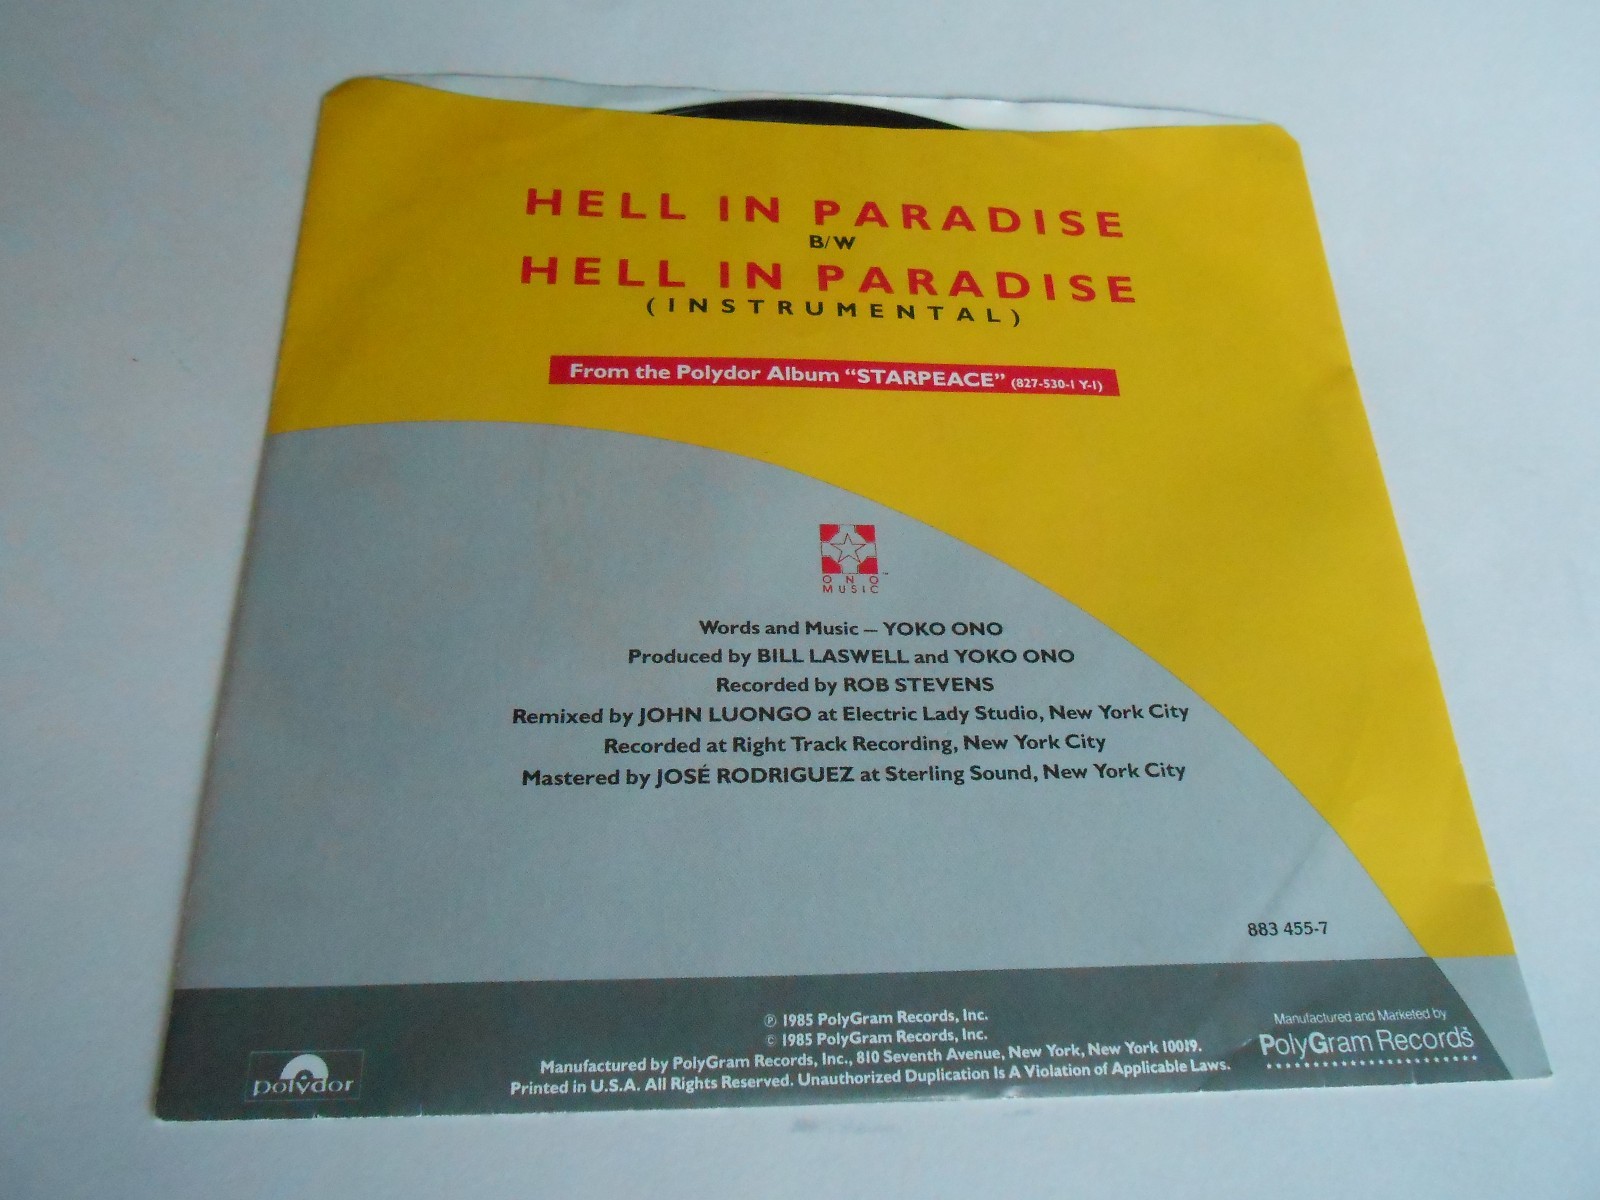 HELL IN PARADISE
B/W
HELL IN PARADISE
(INSTRUMENTAL)
From the Polydor Album “STARPEACE” (827-530-1 Y-1)
ONO
MUSIC™
Words and Music – YOKO ONO
Produced by BILL LASWELL and YOKO ONO
Recorded by ROB STEVENS
Remixed by JOHN LUONGO at Electric Lady Studio, New York City
Recorded at Right Track Recording, New York City
Mastered by JOSÉ RODRIGUEZ at Sterling Sound, New York City
883 455-7
polydor
℗ 1985 PolyGram Records, Inc.
© 1985 PolyGram Records, Inc.
Manufactured by PolyGram Records, Inc., 810 Seventh Avenue, New York, New York 10019.
Printed in U.S.A. All Rights Reserved. Unauthorized Duplication Is A Violation of Applicable Laws.
Manufactured and Marketed by
PolyGram Records